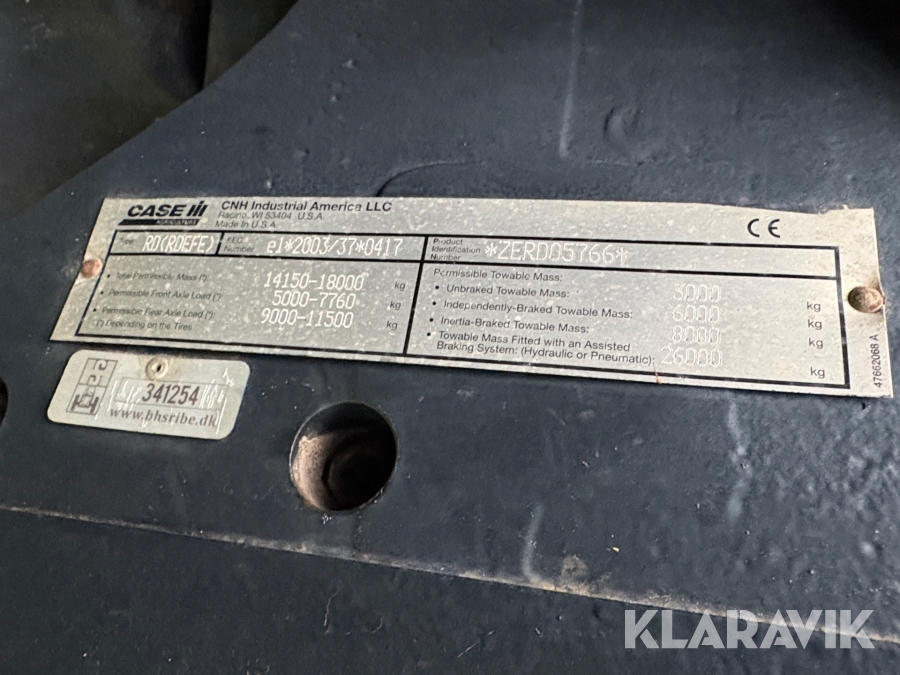 CASE IH
AGRICULTURE
CNH Industrial America LLC
Racine, WI 53404 U.S.A.
Made in U.S.A.
Type RO(RDEFE) EEC Number e1*2003/37*0417 Product Identification Number *ZERD05766*
Total Permissible Mass (*): 14150-18000 kg
Permissible Front Axle Load (*): 5000-7760
Permissible Rear Axle Load (*): 9000-11500 kg
(*) Depending on the Tires
Permissible Towable Mass:
• Unbraked Towable Mass: 3000 kg
• Independently-Braked Towable Mass: 6000 kg
• Inertia-Braked Towable Mass: 8000 kg
• Towable Mass Fitted with an Assisted
Braking System: (Hydraulic or Pneumatic): 26000 kg
CE
47662068 A
341254
www.bhsribe.dk
KLARAVIK